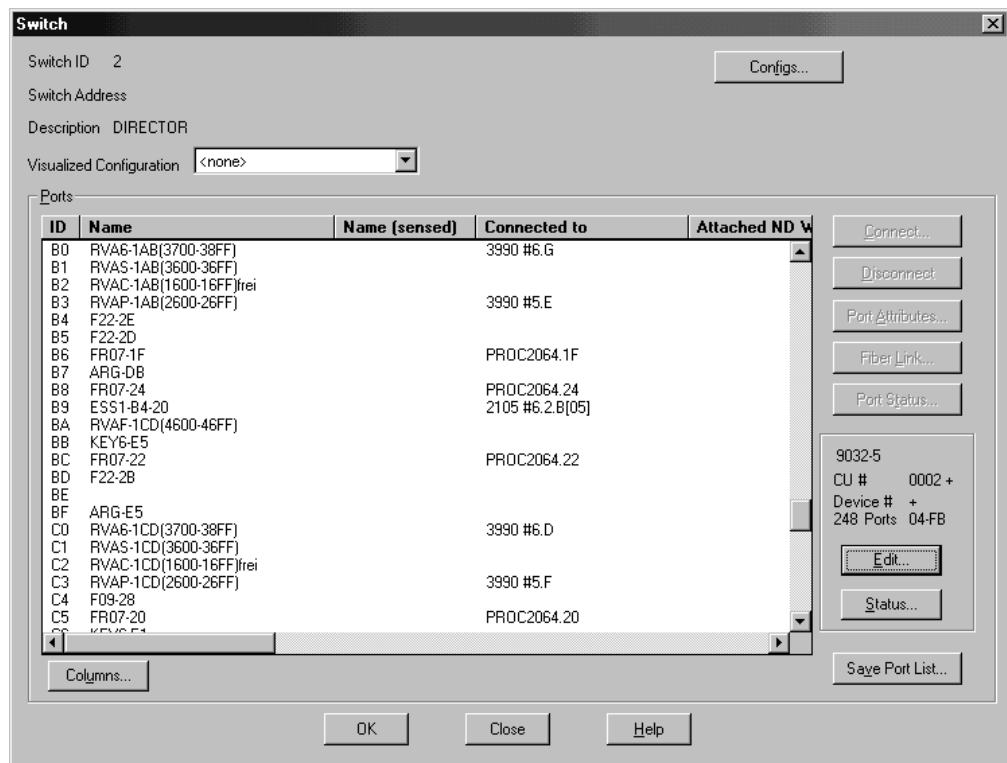 Switch
Switch ID 2
Configs...
Switch Address
Description DIRECTOR
Visualized Configuration <none>
Ports
ID Name Name (sensed) Connected to Attached ND
B0 RVA6-1AB(3700-38FF) 3990 #6.G
B1 RVAS-1AB(3600-36FF)
B2 RVAC-1AB(1600-16FF)frei
B3 RVAP-1AB(2600-26FF) 3990 #5.E
B4 F22-2E
B5 F22-2D
B6 FR07-1F PROC2064.1F
B7 ARG-DB
B8 FR07-24 PROC2064.24
B9 ESS1-B4-20 2105 #6.2.B[05]
BA RVAF-1CD(4600-46FF)
BB KEY6-E5
BC FR07-22 PROC2064.22
BD F22-2B
BE
BF ARG-E5
C0 RVA6-1CD(3700-38FF) 3990 #6.D
C1 RVAS-1CD(3600-36FF)
C2 RVAC-1CD(1600-16FF)frei
C3 RVAP-1CD(2600-26FF) 3990 #5.F
C4 F09-28
C5 FR07-20 PROC2064.20
Connect...
Disconnect
Port Attributes...
Fiber Link...
Port Status...
9032-5
CU # 0002 +
Device # +
248 Ports 04-FB
Edit...
Status...
Columns...
Save Port List...
OK Close Help